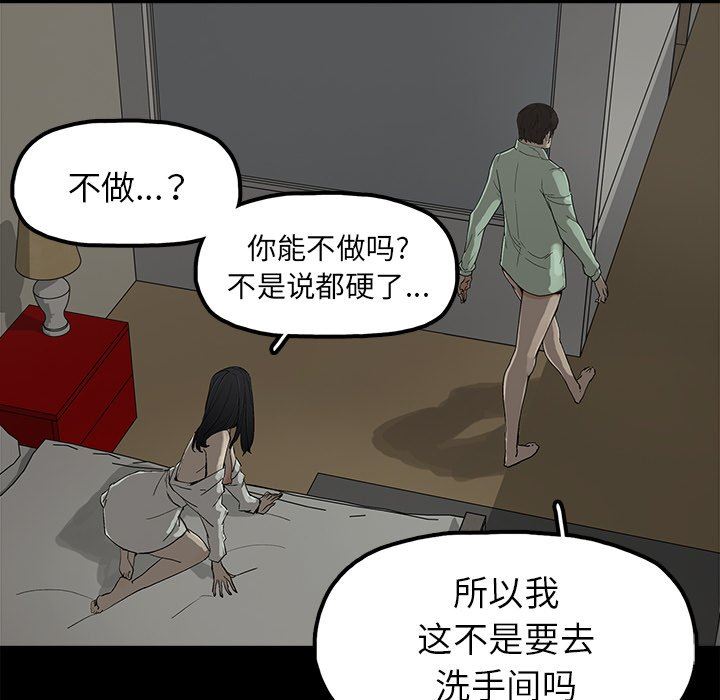 不做...?
你能不做吗?
不是说都硬了...
所以我
这不是要去
洗手间吗